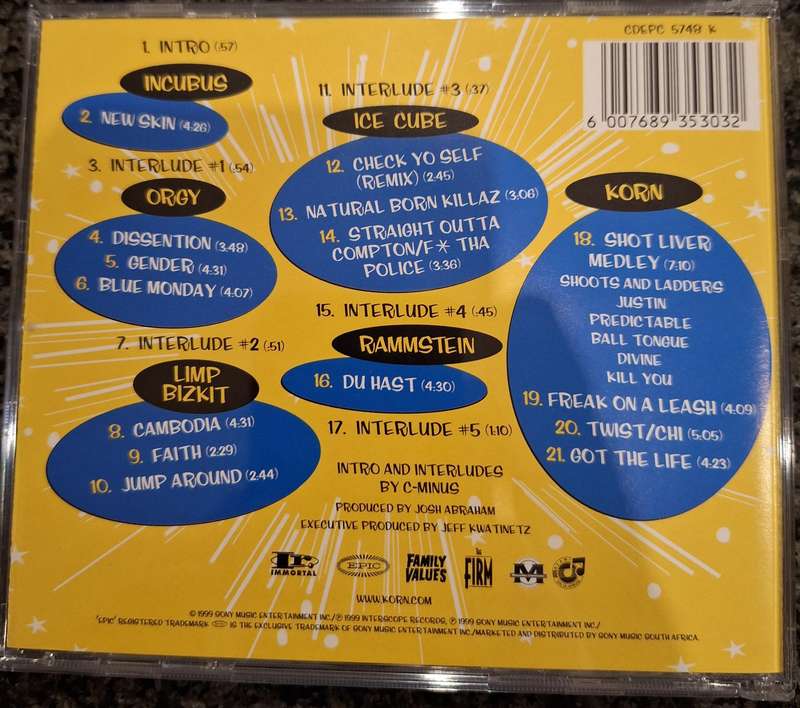 CDEPC 5748 K
6 007689 353032
1. INTRO (:57)
INCUBUS
2. NEW SKIN (4:26)
3. INTERLUDE #1 (:54)
ORGY
4. DISSENTION (3:48)
5. GENDER (4:31)
6. BLUE MONDAY (4:07)
7. INTERLUDE #2 (:51)
LIMP
BIZKIT
8. CAMBODIA (4:31)
9. FAITH (2:29)
10. JUMP AROUND (2:44)
11. INTERLUDE #3 (:37)
ICE CUBE
12. CHECK YO SELF
(REMIX) (2:45)
13. NATURAL BORN KILLAZ (3:06)
14. STRAIGHT OUTTA
COMPTON/F* THA
POLICE (3:36)
15. INTERLUDE #4 (:45)
RAMMSTEIN
16. DU HAST (4:30)
17. INTERLUDE #5 (1:10)
KORN
18. SHOT LIVER
MEDLEY (7:10)
SHOOTS AND LADDERS
JUSTIN
PREDICTABLE
BALL TONGUE
DIVINE
KILL YOU
19. FREAK ON A LEASH (4:09)
20. TWIST/CHI (5:05)
21. GOT THE LIFE (4:23)
INTRO AND INTERLUDES
BY C-MINUS
PRODUCED BY JOSH ABRAHAM
EXECUTIVE PRODUCED BY JEFF KWATINETZ
IMMORTAL
EPIC
FAMILY
VALUES
THE
FIRM
WWW.KORN.COM
© 1999 SONY MUSIC ENTERTAINMENT INC./℗ 1999 INTERSCOPE RECORDS, ℗ 1999 SONY MUSIC ENTERTAINMENT INC./
"EPIC" REGISTERED TRADEMARK IS THE EXCLUSIVE TRADEMARK OF SONY MUSIC ENTERTAINMENT INC./MARKETED AND DISTRIBUTED BY SONY MUSIC SOUTH AFRICA.